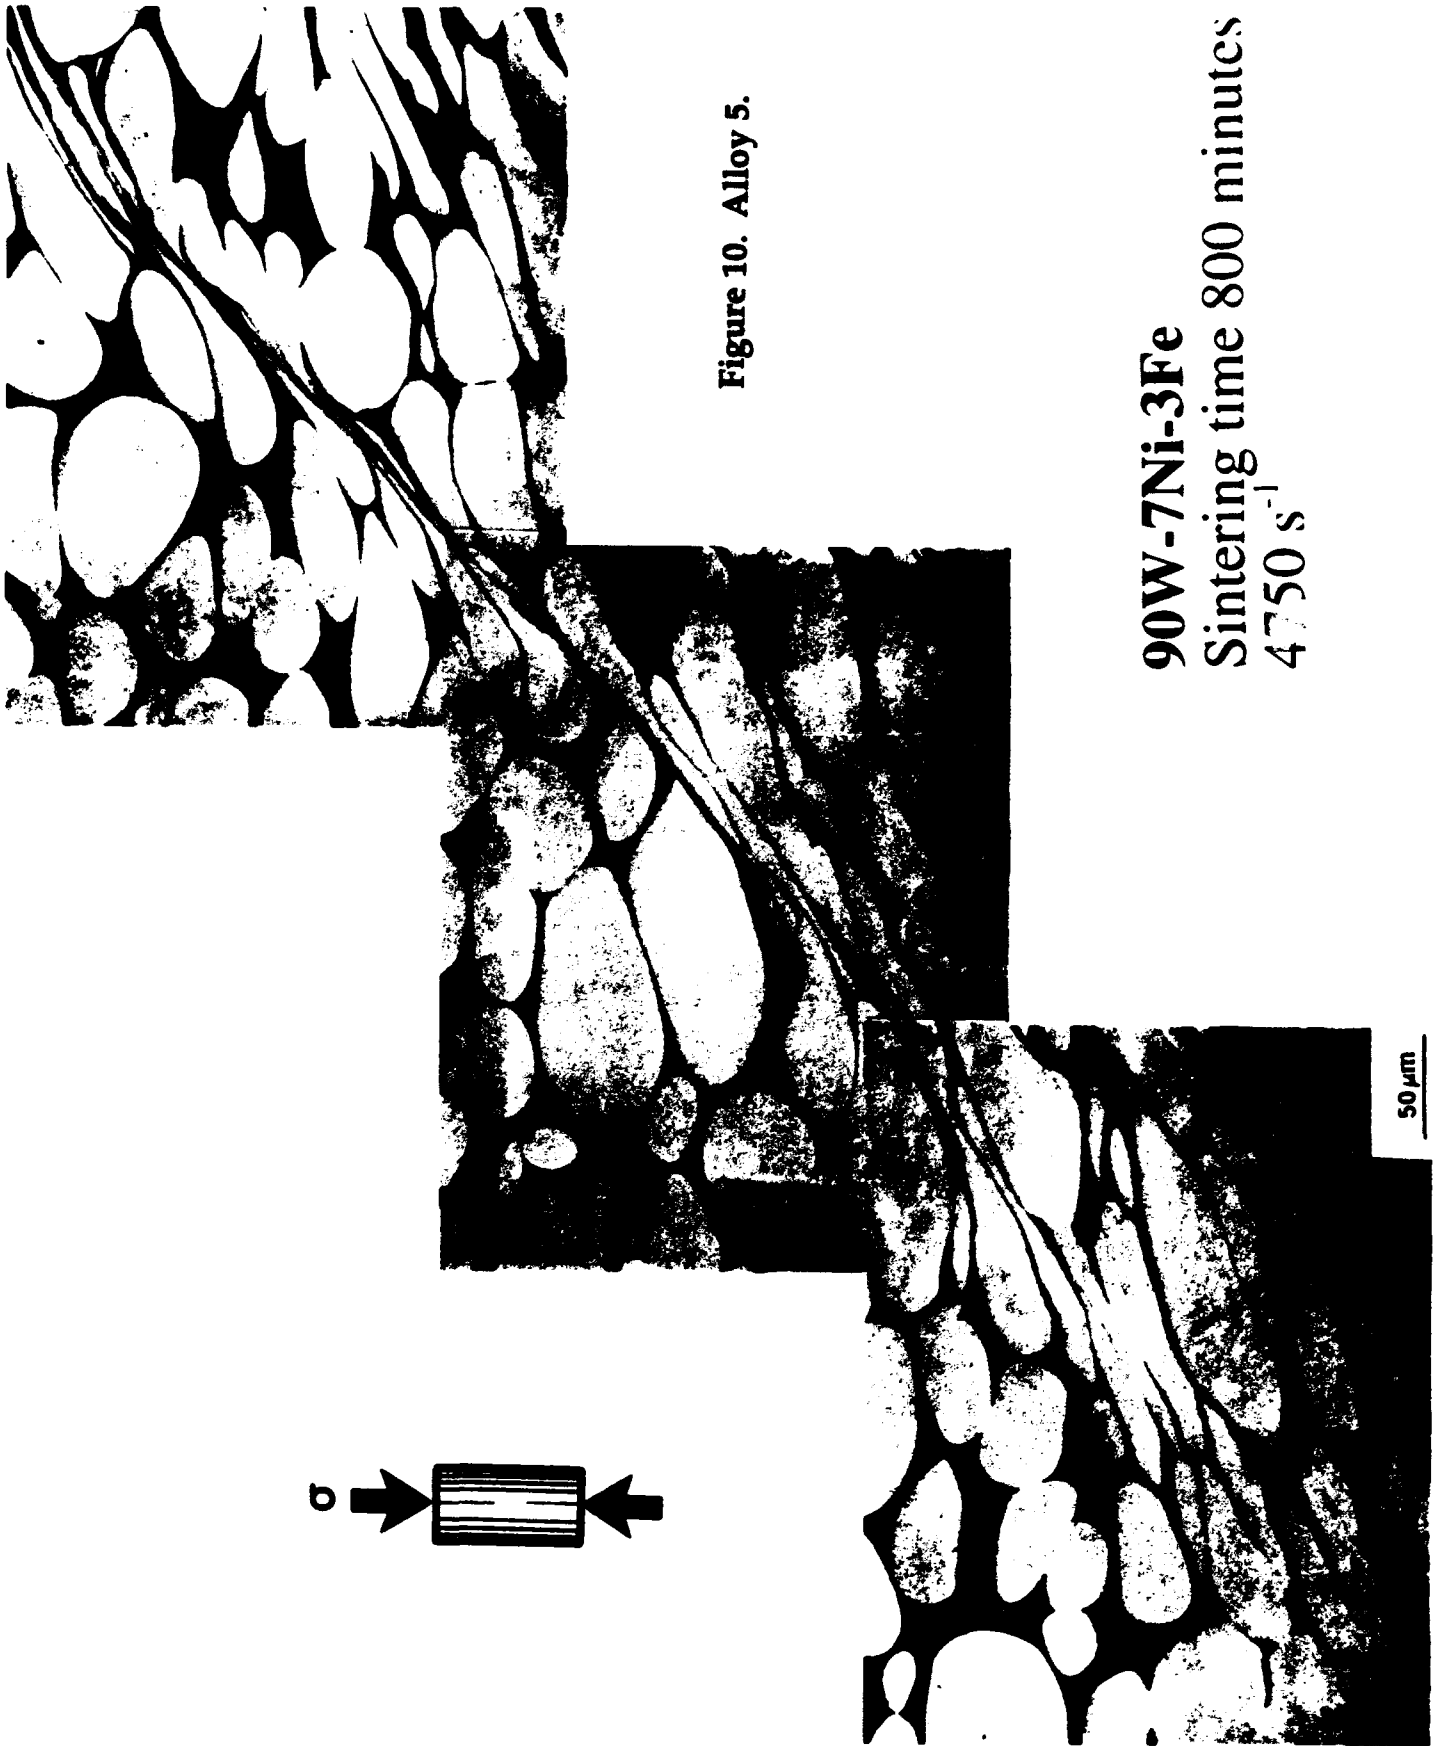 σ
Figure 10. Alloy 5.
90W-7Ni-3Fe
Sintering time 800 minutes
4750 s⁻¹
50 μm